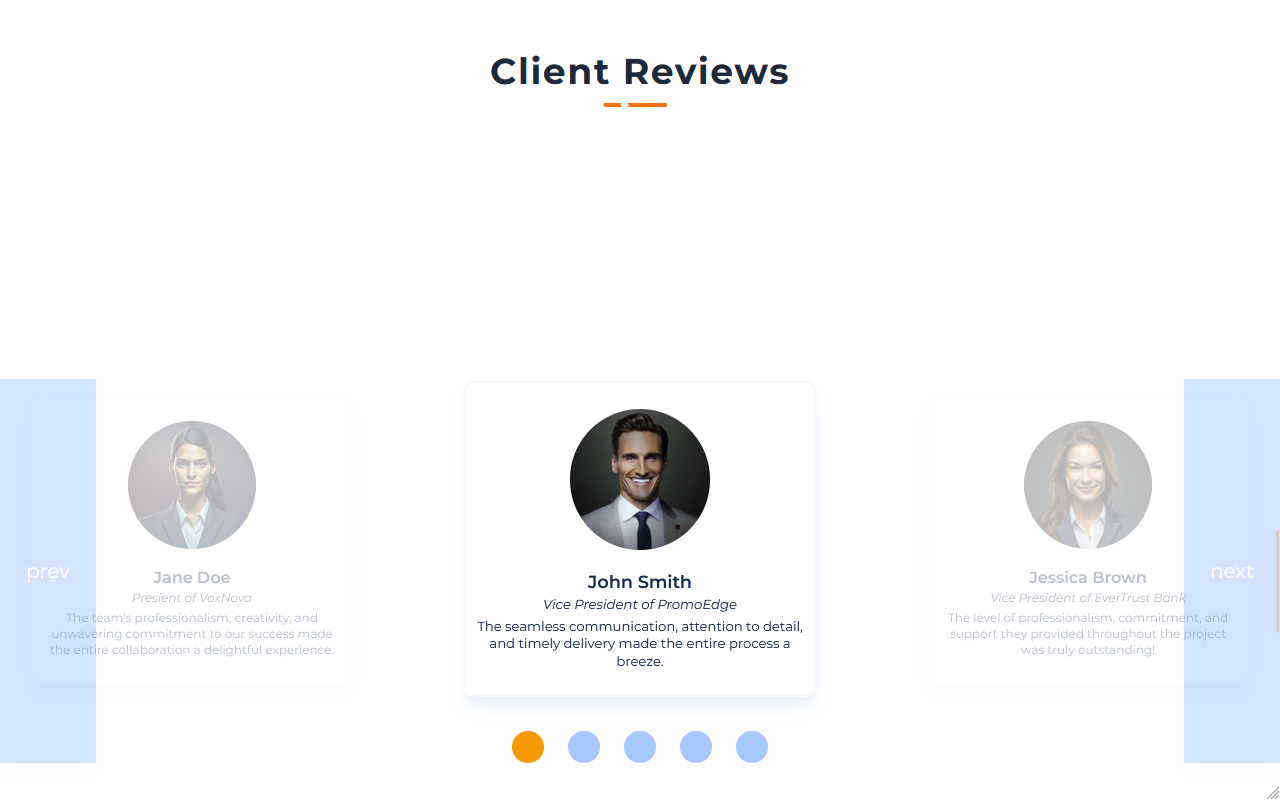 Client Reviews
prev
Jane Doe
Presient of VoxNova
The team's professionalism, creativity, and
unwavering commitment to our success made
the entire collaboration a delightful experience.
John Smith
Vice President of PromoEdge
The seamless communication, attention to detail,
and timely delivery made the entire process a
breeze.
Jessica Brown
Vice President of EverTrust Bank
The level of professionalism, commitment, and
support they provided throughout the project
was truly outstanding!
next